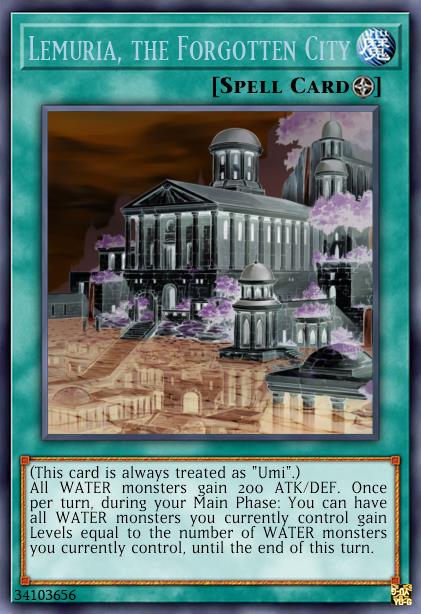 Lemuria, the Forgotten City
魔
[Spell Card]
(This card is always treated as "Umi".)
All WATER monsters gain 200 ATK/DEF. Once
per turn, during your Main Phase: You can have
all WATER monsters you currently control gain
Levels equal to the number of WATER monsters
you currently control, until the end of this turn.
34103656